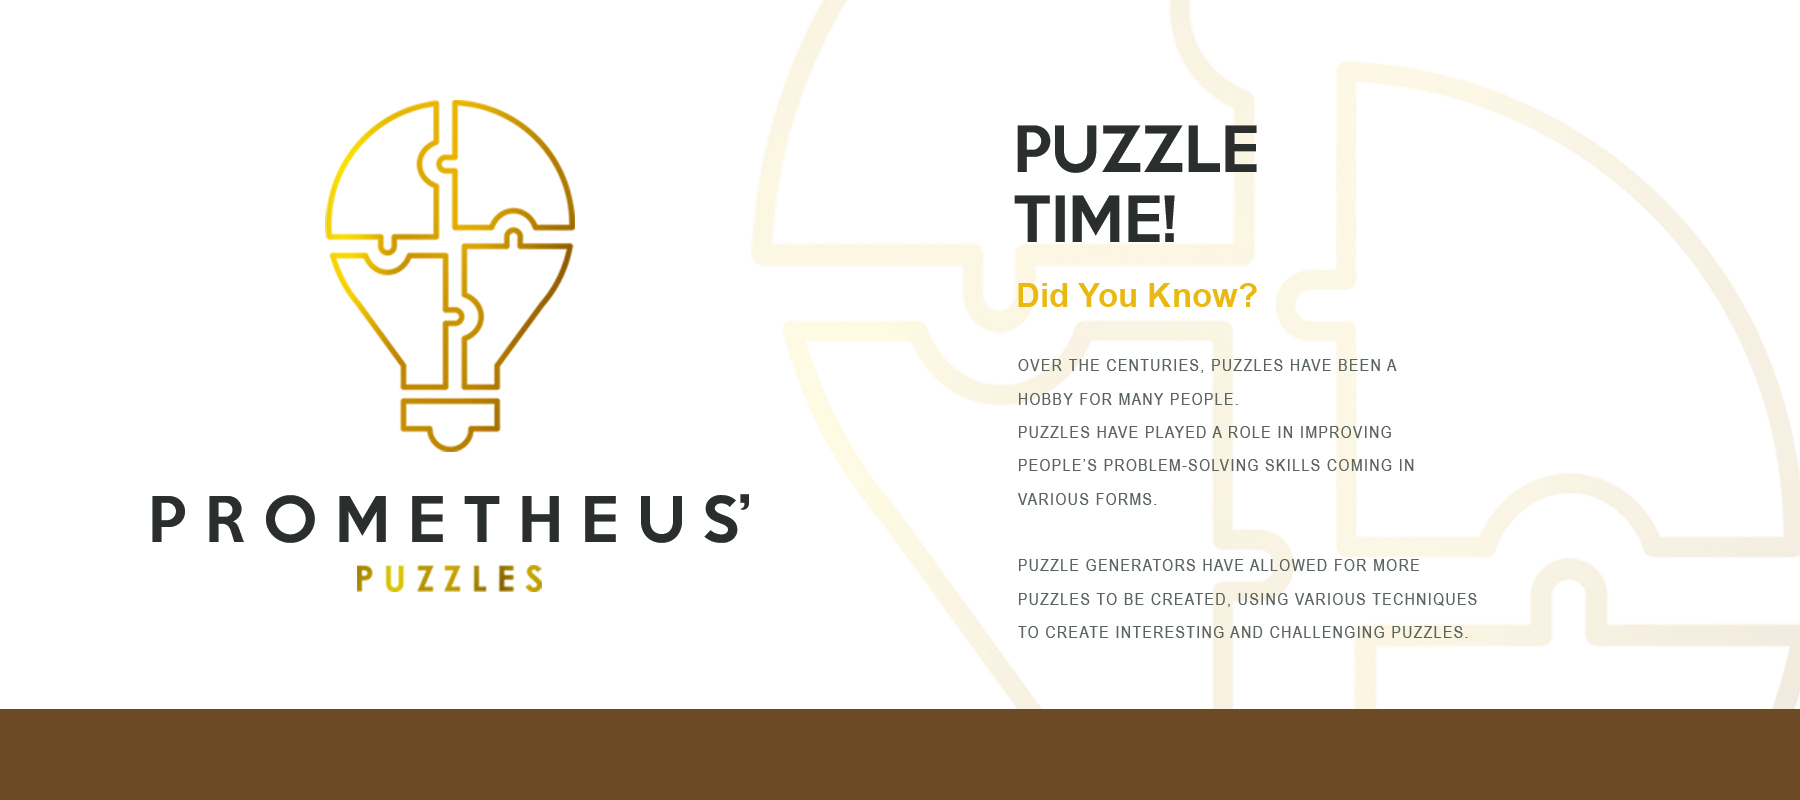 PROMETHEUS’
PUZZLES
PUZZLE
TIME!
Did You Know?
OVER THE CENTURIES, PUZZLES HAVE BEEN A
HOBBY FOR MANY PEOPLE.
PUZZLES HAVE PLAYED A ROLE IN IMPROVING
PEOPLE’S PROBLEM-SOLVING SKILLS COMING IN
VARIOUS FORMS.
PUZZLE GENERATORS HAVE ALLOWED FOR MORE
PUZZLES TO BE CREATED, USING VARIOUS TECHNIQUES
TO CREATE INTERESTING AND CHALLENGING PUZZLES.